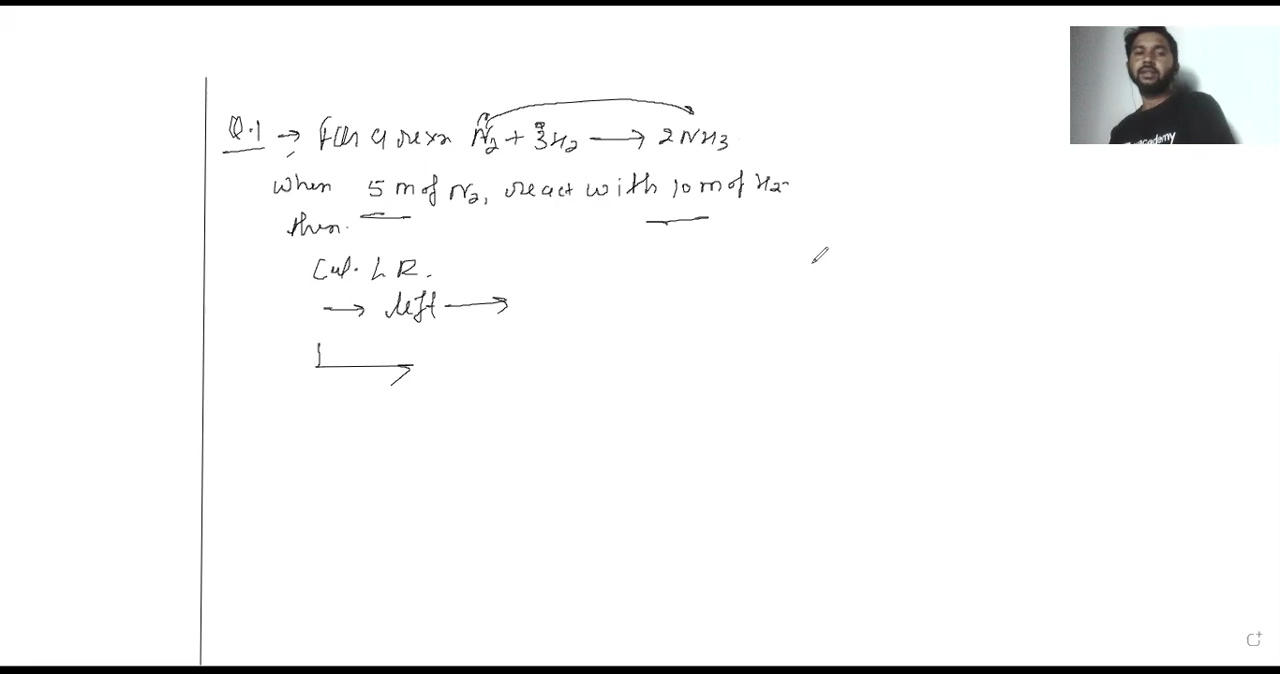 Q.1 → For a rexn N₂ + 3H₂ → 2NH₃
when 5 m of N₂, react with 10 m of H₂
then.
Cal. L R.
→ left →